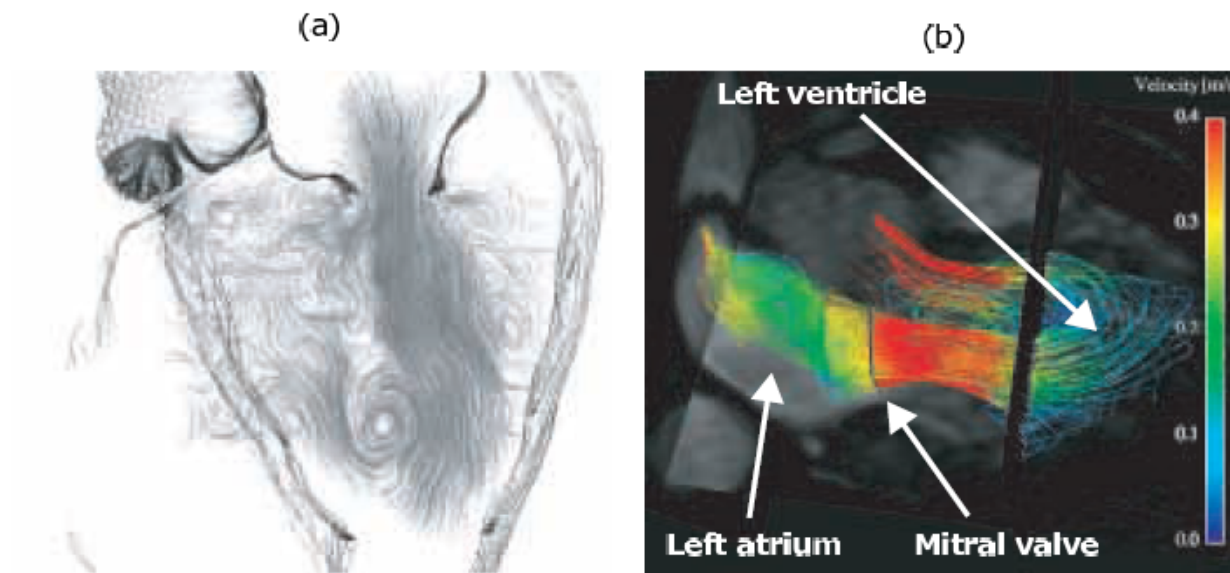 (a)
(b)
Velocity [m/
Left ventricle
0.4
0.3
0.2
0.1
0.0
Left atrium
Mitral valve